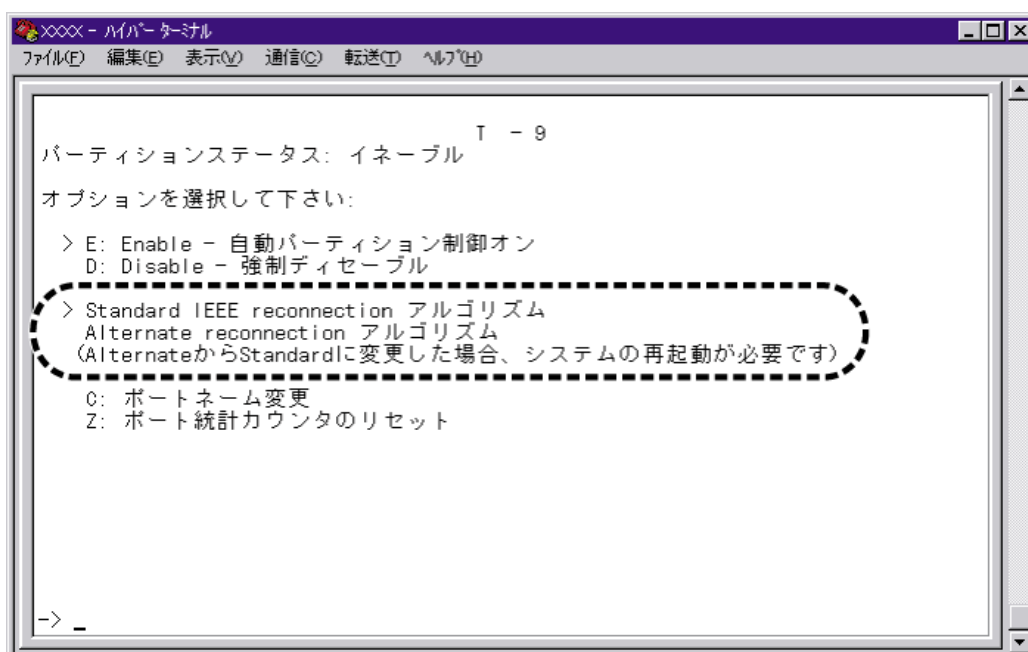 xxxx - ハイパー ターミナル
ファイル(F) 編集(E) 表示(V) 通信(C) 転送(T) ヘルプ(H)
T - 9
パーティションステータス: イネーブル
オプションを選択して下さい:
> E: Enable - 自動パーティション制御オン
D: Disable - 強制ディセーブル
> Standard IEEE reconnection アルゴリズム
Alternate reconnection アルゴリズム
(AlternateからStandardに変更した場合、システムの再起動が必要です)
C: ポートネーム変更
Z: ポート統計カウンタのリセット
-> _